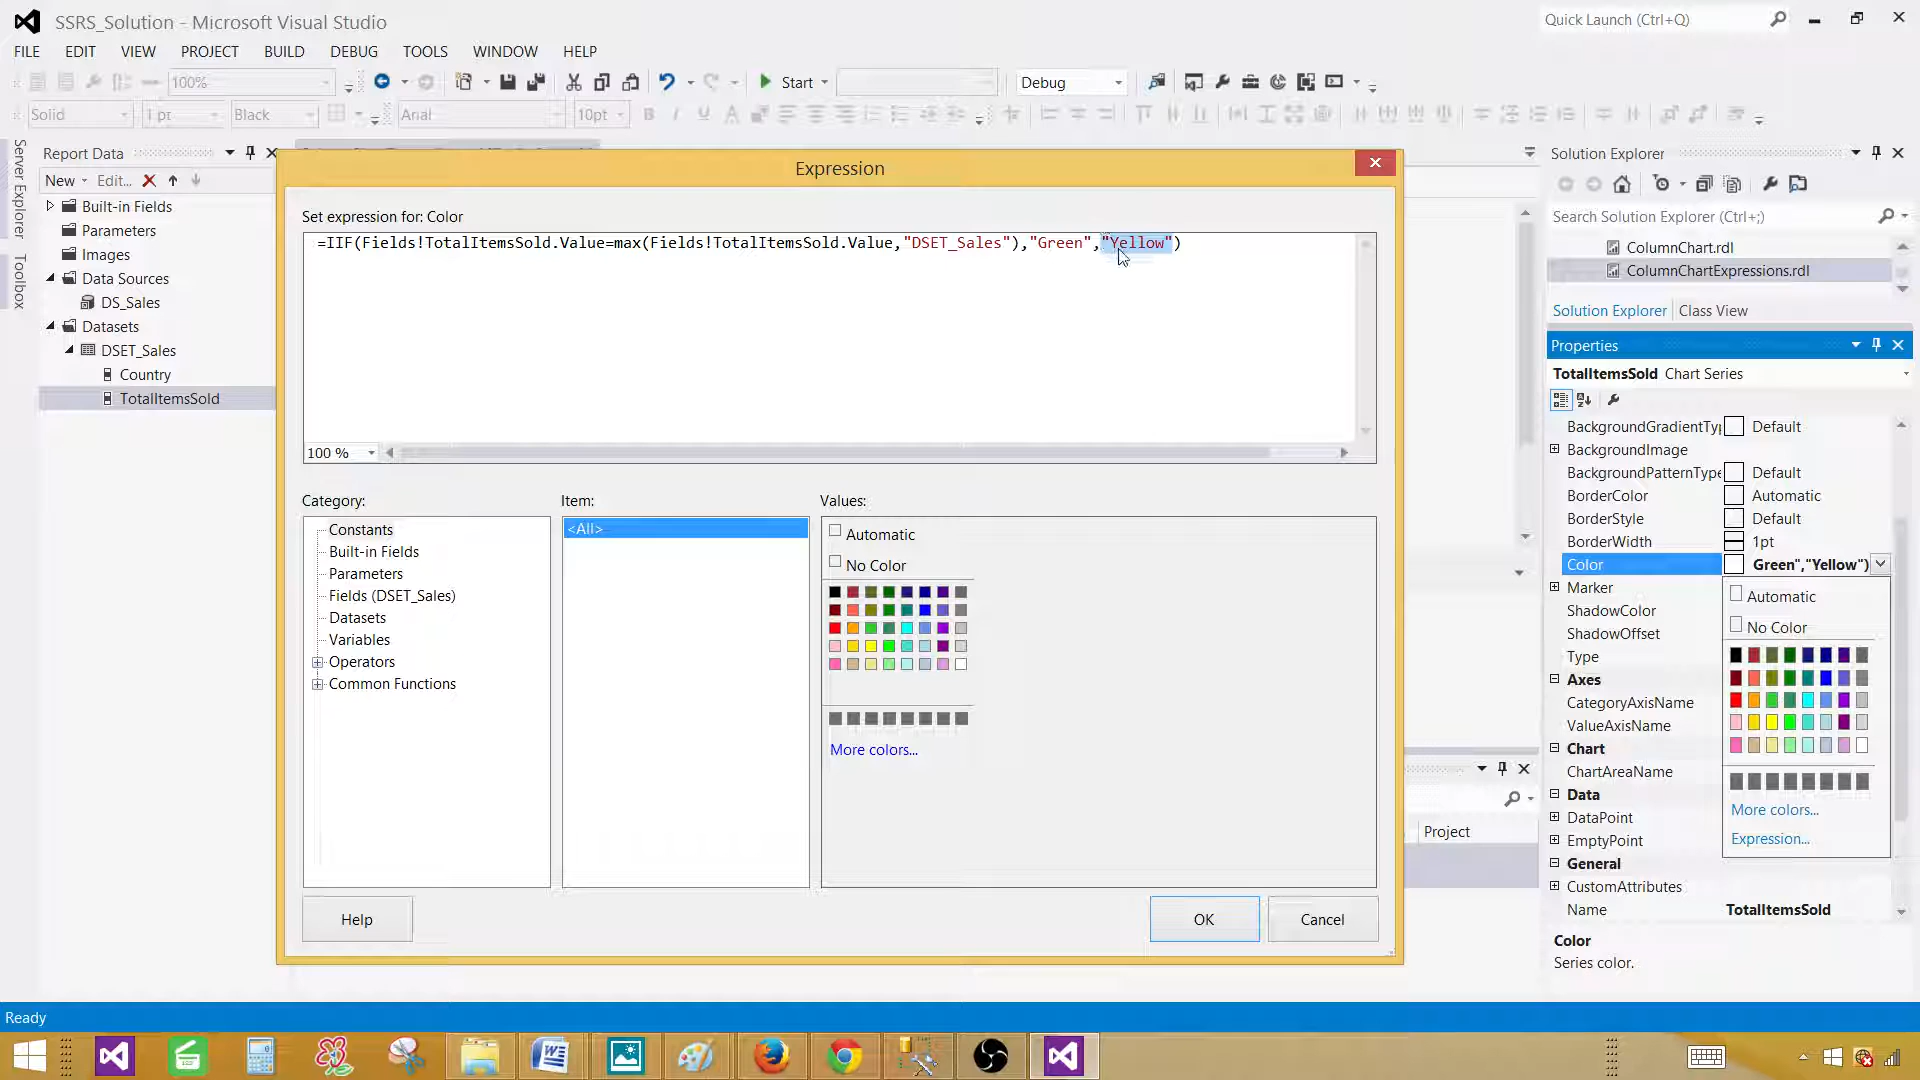 SSRS_Solution - Microsoft Visual Studio
Quick Launch (Ctrl+Q)
FILE EDIT VIEW PROJECT BUILD DEBUG TOOLS WINDOW HELP
100% Start Debug
Solid 1 pt Black Arial 10pt B I U A
Server Explorer
Toolbox
Report Data
New Edit...
Built-in Fields
Parameters
Images
Data Sources
DS_Sales
Datasets
DSET_Sales
Country
TotalItemsSold
Expression
Set expression for: Color
=IIF(Fields!TotalItemsSold.Value=max(Fields!TotalItemsSold.Value,"DSET_Sales"),"Green","Yellow")
100 %
Category:
Constants
Built-in Fields
Parameters
Fields (DSET_Sales)
Datasets
Variables
Operators
Common Functions
Item:
<All>
Values:
Automatic
No Color
More colors...
Help
OK
Cancel
Project
Solution Explorer
Search Solution Explorer (Ctrl+;)
ColumnChart.rdl
ColumnChartExpressions.rdl
Solution Explorer Class View
Properties
TotalItemsSold Chart Series
BackgroundGradientTy Default
BackgroundImage
BackgroundPatternType Default
BorderColor Automatic
BorderStyle Default
BorderWidth 1pt
Color Green","Yellow")
Marker
ShadowColor
ShadowOffset
Type
Axes
CategoryAxisName
ValueAxisName
Chart
ChartAreaName
Data
DataPoint
EmptyPoint
General
CustomAttributes
Name TotalItemsSold
Automatic
No Color
More colors...
Expression...
Color
Series color.
Ready